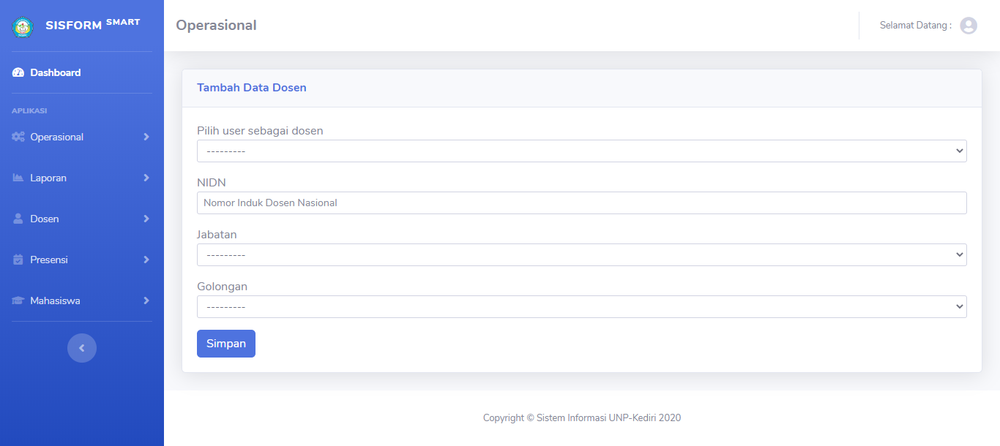 SISFORM SMART
Operasional
Selamat Datang :
Dashboard
APLIKASI
Operasional
Laporan
Dosen
Presensi
Mahasiswa
Tambah Data Dosen
Pilih user sebagai dosen
---------
NIDN
Nomor Induk Dosen Nasional
Jabatan
---------
Golongan
---------
Simpan
Copyright © Sistem Informasi UNP-Kediri 2020